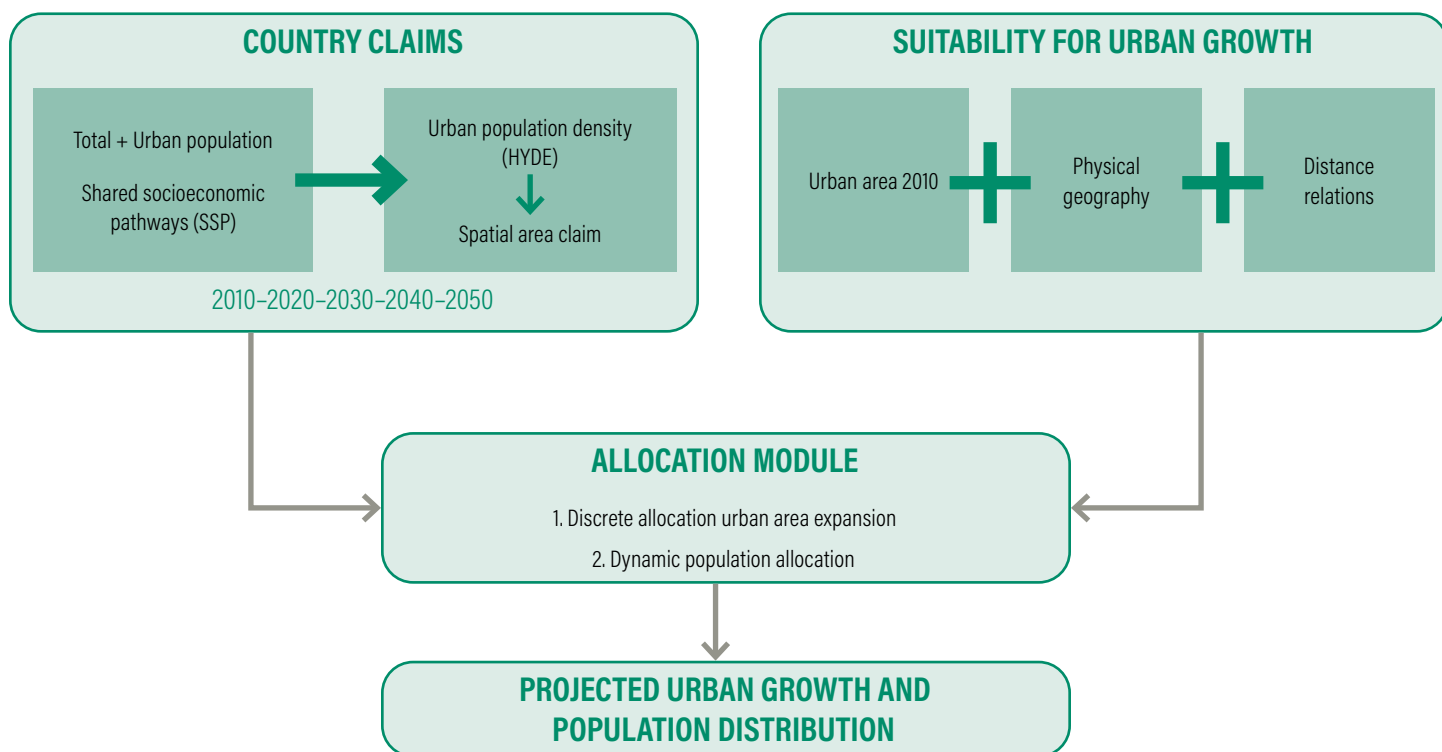 COUNTRY CLAIMS
Total + Urban population
Shared socioeconomic
pathways (SSP)
Urban population density
(HYDE)
Spatial area claim
2010–2020–2030–2040–2050
SUITABILITY FOR URBAN GROWTH
Urban area 2010
Physical
geography
Distance
relations
ALLOCATION MODULE
1. Discrete allocation urban area expansion
2. Dynamic population allocation
PROJECTED URBAN GROWTH AND
POPULATION DISTRIBUTION